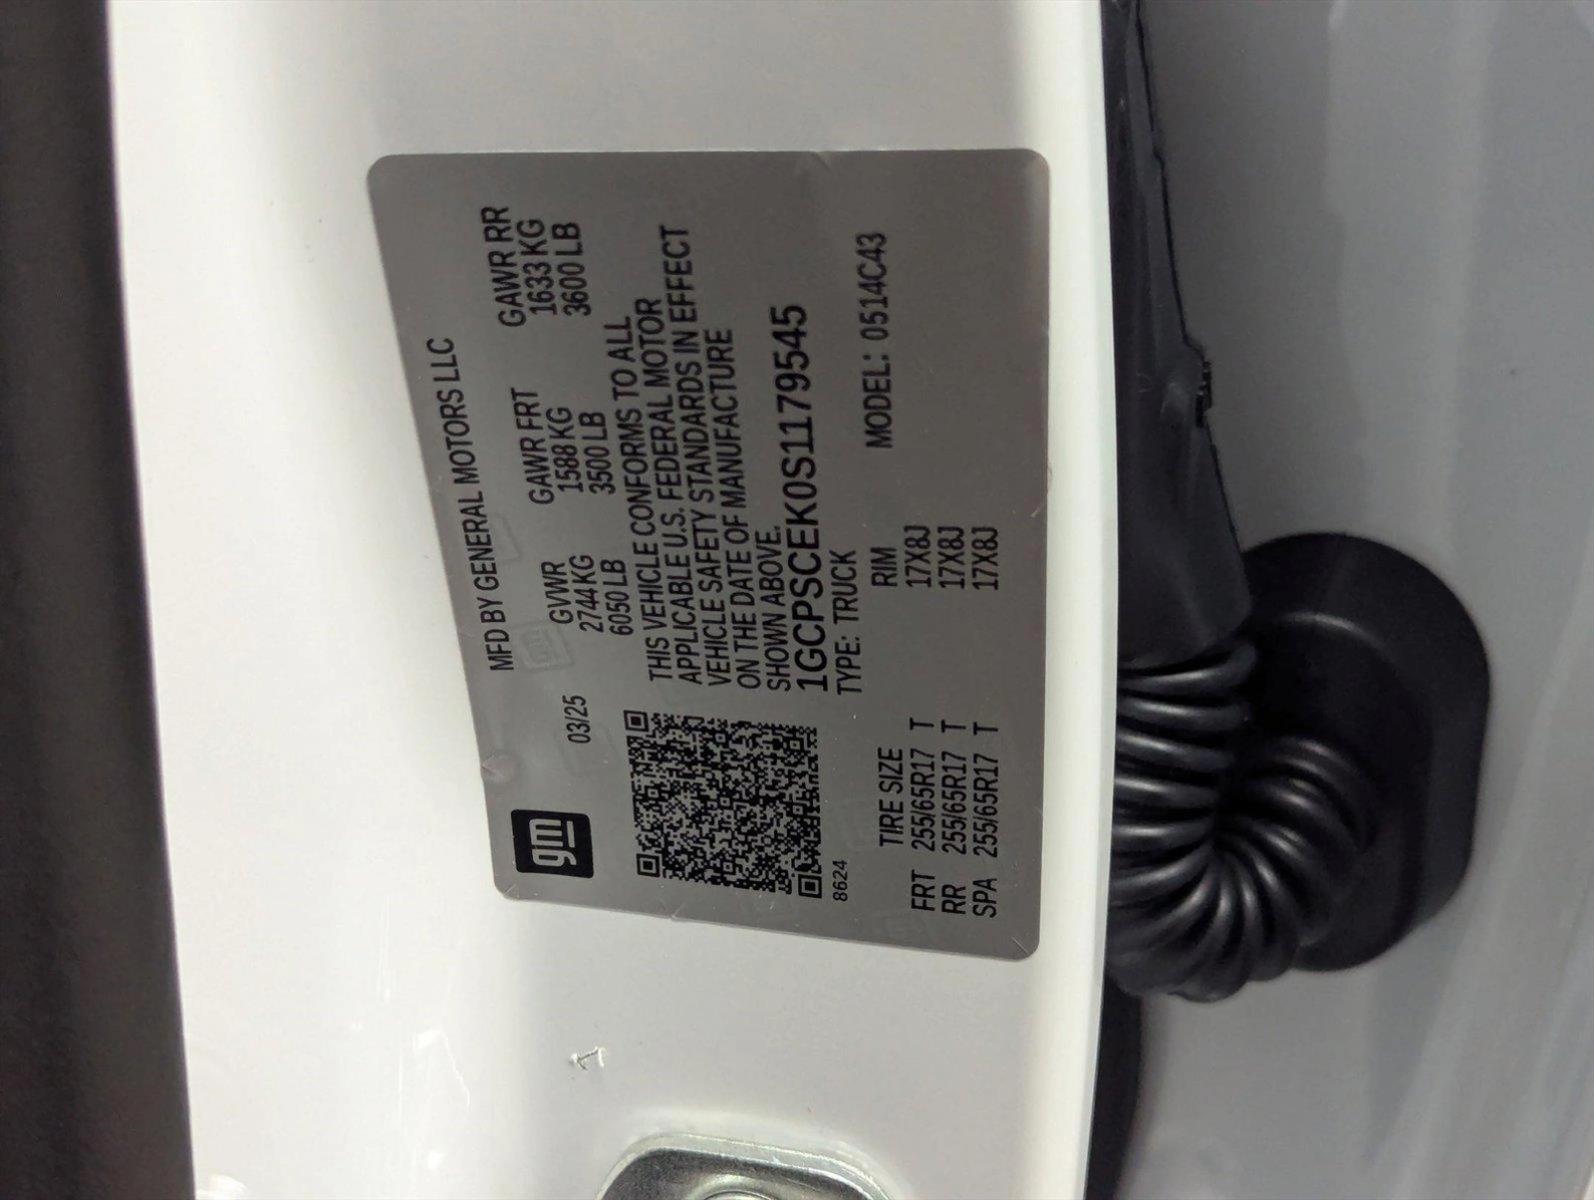 gm
MFD BY GENERAL MOTORS LLC
03/25
GVWR GAWR FRT GAWR RR
2744 KG 1588 KG 1633 KG
6050 LB 3500 LB 3600 LB
THIS VEHICLE CONFORMS TO ALL
APPLICABLE U.S. FEDERAL MOTOR
VEHICLE SAFETY STANDARDS IN EFFECT
ON THE DATE OF MANUFACTURE
SHOWN ABOVE.
1GCPSCEK0S1179545
8624
TYPE: TRUCK MODEL: 0514C43
TIRE SIZE RIM
FRT 255/65R17 T 17X8J
RR 255/65R17 T 17X8J
SPA 255/65R17 T 17X8J